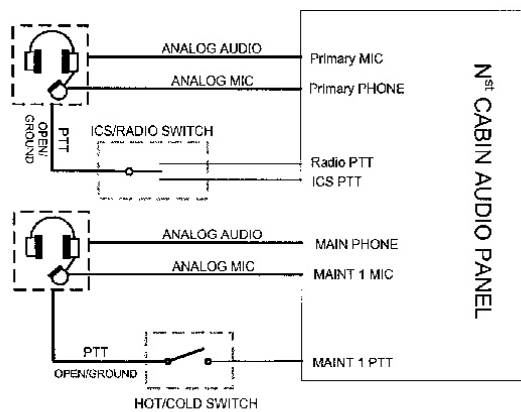 ANALOG AUDIO
Primary MIC
ANALOG MIC
Primary PHONE
PTT
OPEN/
GROUND
ICS/RADIO SWITCH
Radio PTT
ICS PTT
ANALOG AUDIO
MAIN PHONE
ANALOG MIC
MAINT 1 MIC
PTT
OPEN/GROUND
MAINT 1 PTT
HOT/COLD SWITCH
Nst CABIN AUDIO PANEL